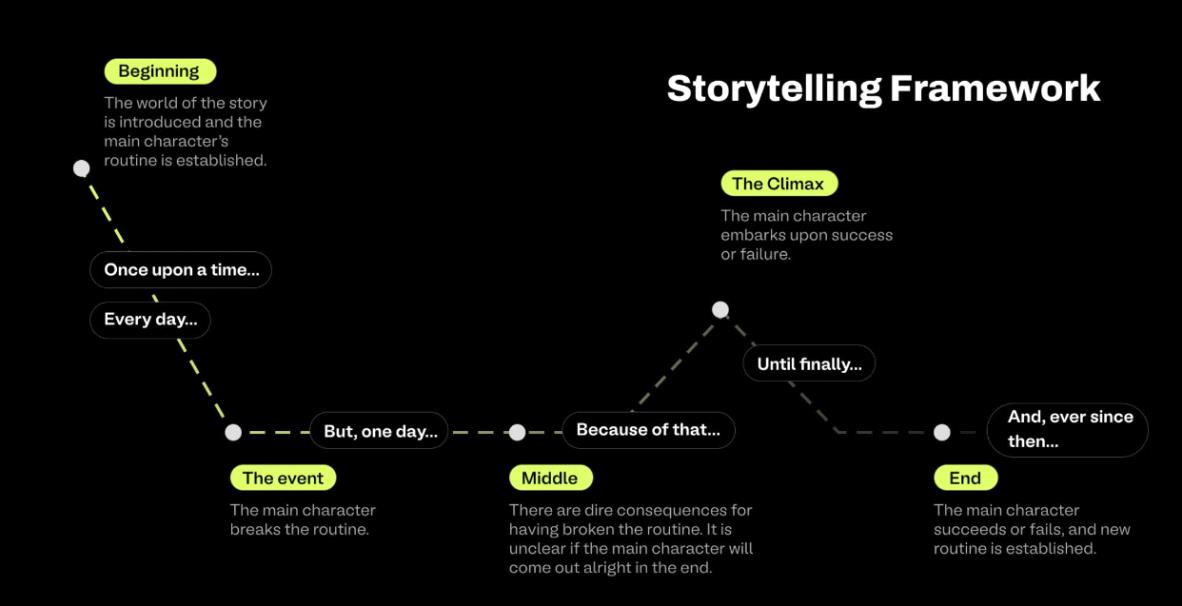 Storytelling Framework
Beginning
The world of the story
is introduced and the
main character's
routine is established.
Once upon a time...
Every day...
The event
The main character
breaks the routine.
But, one day...
Middle
There are dire consequences for
having broken the routine. It is
unclear if the main character will
come out alright in the end.
Because of that...
The Climax
The main character
embarks upon success
or failure.
Until finally...
End
The main character
succeeds or fails, and new
routine is established.
And, ever since
then...